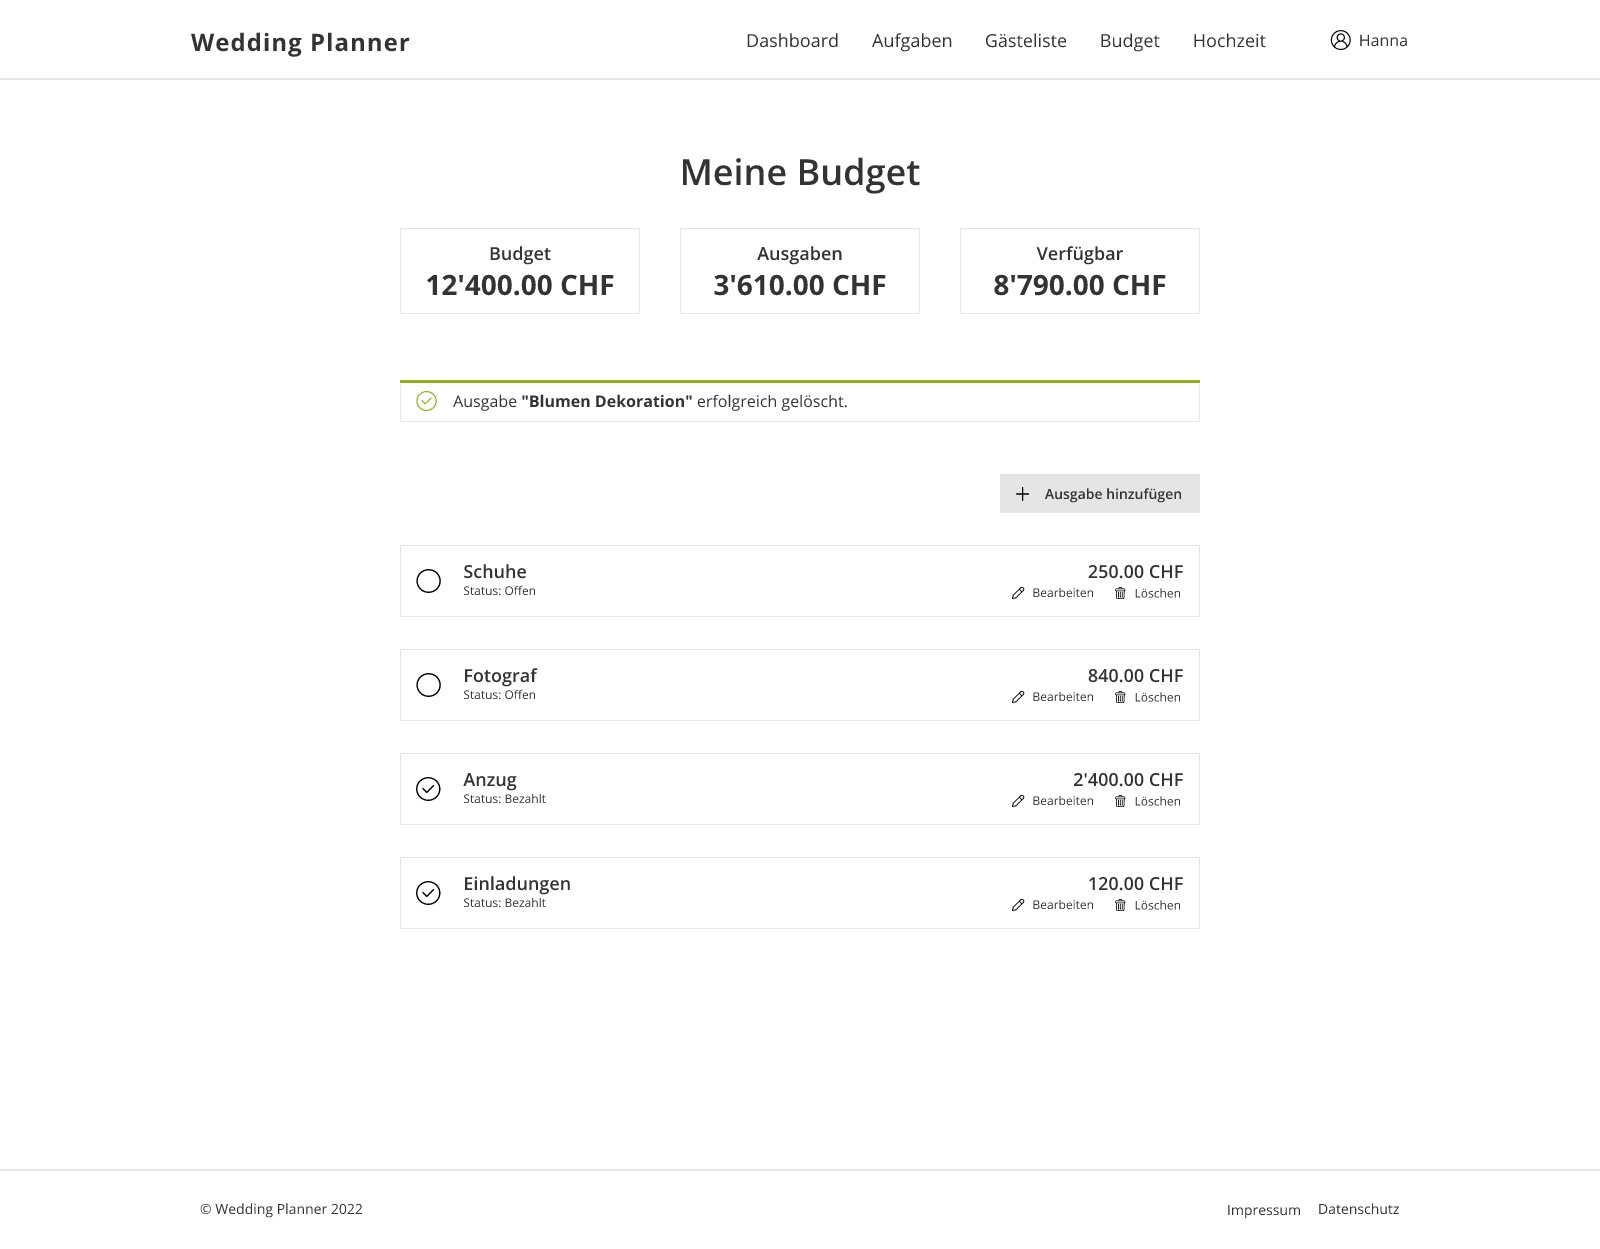 Wedding Planner
Dashboard Aufgaben Gästeliste Budget Hochzeit Hanna
Meine Budget
Budget
12'400.00 CHF
Ausgaben
3'610.00 CHF
Verfügbar
8'790.00 CHF
Ausgabe "Blumen Dekoration" erfolgreich gelöscht.
Ausgabe hinzufügen
Schuhe 250.00 CHF
Status: Offen Bearbeiten Löschen
Fotograf 840.00 CHF
Status: Offen Bearbeiten Löschen
Anzug 2'400.00 CHF
Status: Bezahlt Bearbeiten Löschen
Einladungen 120.00 CHF
Status: Bezahlt Bearbeiten Löschen
© Wedding Planner 2022 Impressum Datenschutz